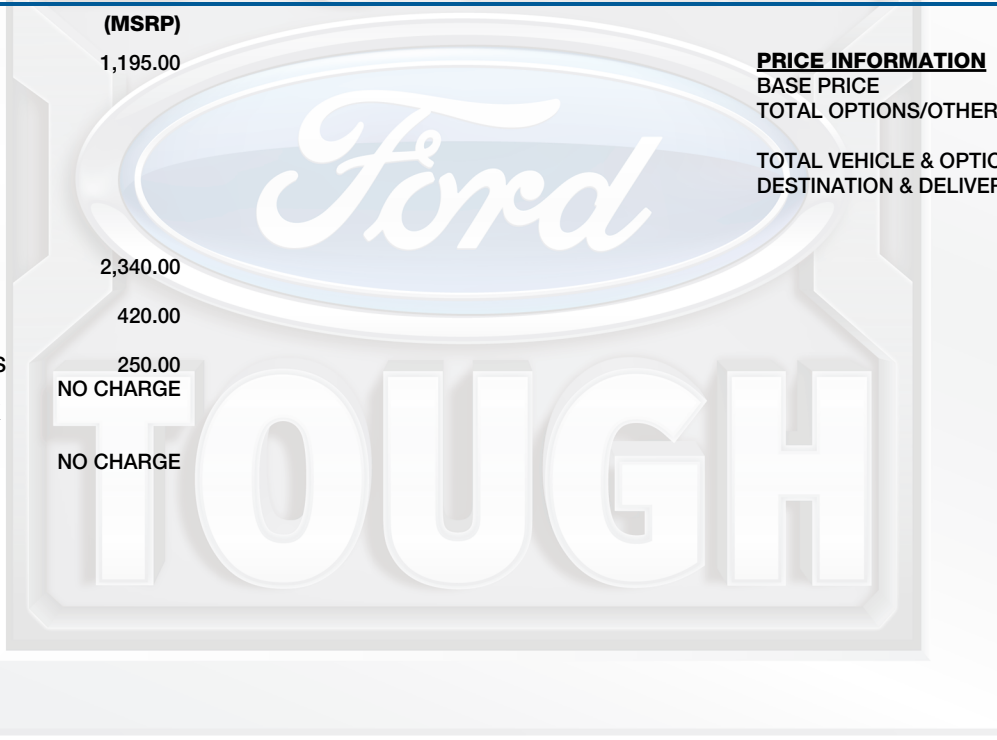 (MSRP)
1,195.00
2,340.00
420.00
S 250.00
NO CHARGE
NO CHARGE
PRICE INFORMATION
BASE PRICE
TOTAL OPTIONS/OTHER
TOTAL VEHICLE & OPTIO
DESTINATION & DELIVER
Ford
TOUGH